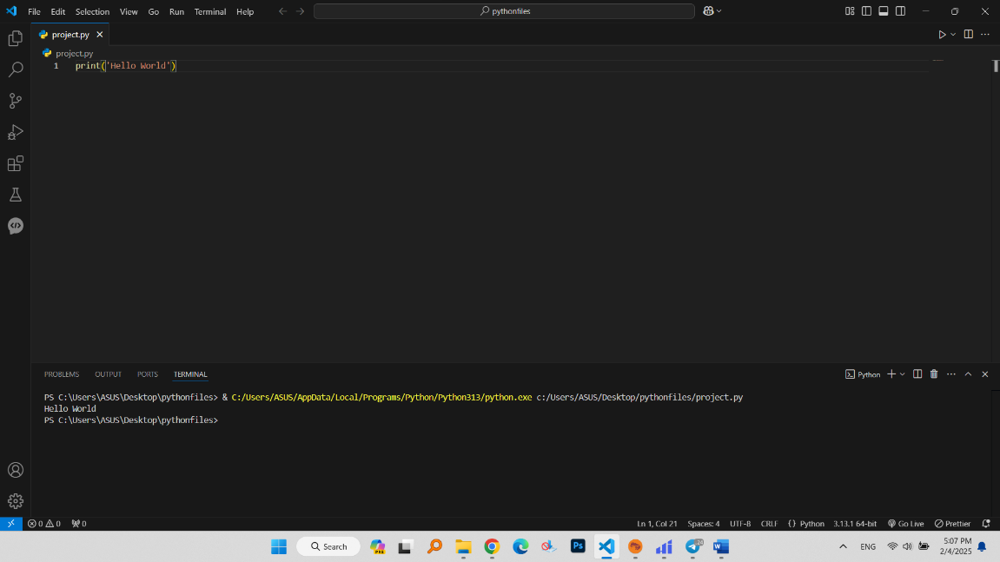 File Edit Selection View Go Run Terminal Help
pythonfiles
project.py
project.py
1 print('Hello World')
PROBLEMS OUTPUT PORTS TERMINAL
Python
PS C:\Users\ASUS\Desktop\pythonfiles> & C:/Users/ASUS/AppData/Local/Programs/Python/Python313/python.exe c:/Users/ASUS/Desktop/pythonfiles/project.py
Hello World
PS C:\Users\ASUS\Desktop\pythonfiles>
0 0 0 Ln 1, Col 21 Spaces: 4 UTF-8 CRLF {} Python 3.13.1 64-bit Go Live Prettier
Search
PRE
Ps
24
W
ENG
5:07 PM
2/4/2025